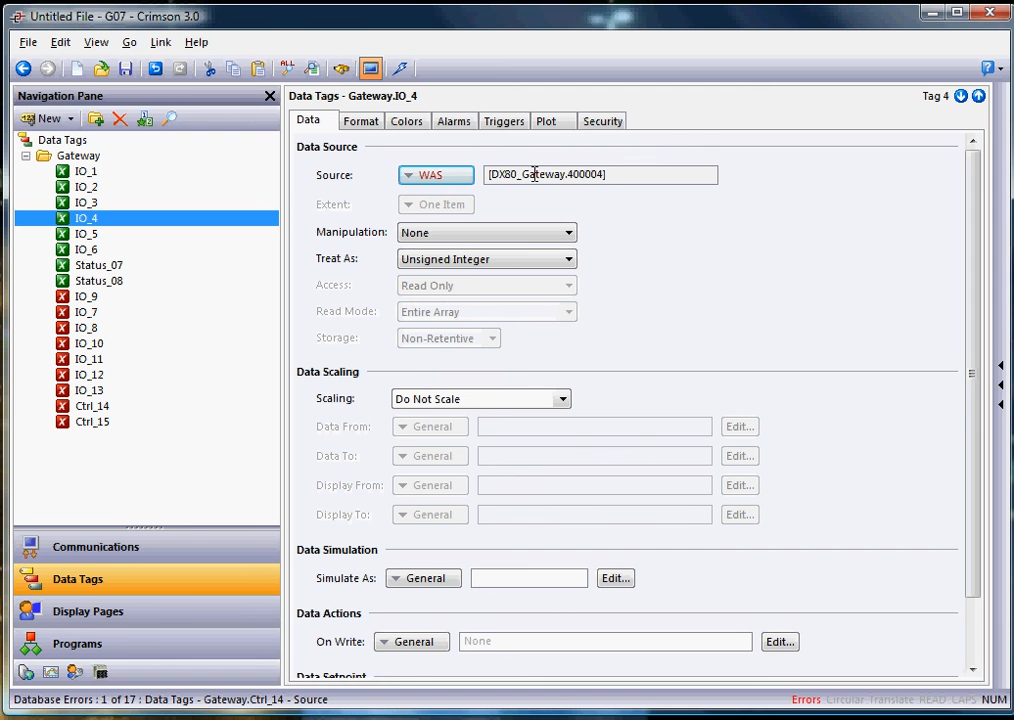 Untitled File - G07 - Crimson 3.0
File Edit View Go Link Help
ALL
Navigation Pane
New
Data Tags
Gateway
IO_1
IO_2
IO_3
IO_4
IO_5
IO_6
Status_07
Status_08
IO_9
IO_7
IO_8
IO_10
IO_11
IO_12
IO_13
Ctrl_14
Ctrl_15
Communications
Data Tags
Display Pages
Programs
Data Tags - Gateway.IO_4
Tag 4
Data Format Colors Alarms Triggers Plot Security
Data Source
Source: WAS [DX80_Gateway.400004]
Extent: One Item
Manipulation: None
Treat As: Unsigned Integer
Access: Read Only
Read Mode: Entire Array
Storage: Non-Retentive
Data Scaling
Scaling: Do Not Scale
Data From: General Edit...
Data To: General Edit...
Display From: General Edit...
Display To: General Edit...
Data Simulation
Simulate As: General Edit...
Data Actions
On Write: General None Edit...
Data Setpoint
Database Errors : 1 of 17 : Data Tags - Gateway.Ctrl_14 - Source
Errors Circular Translate READ CAPS NUM